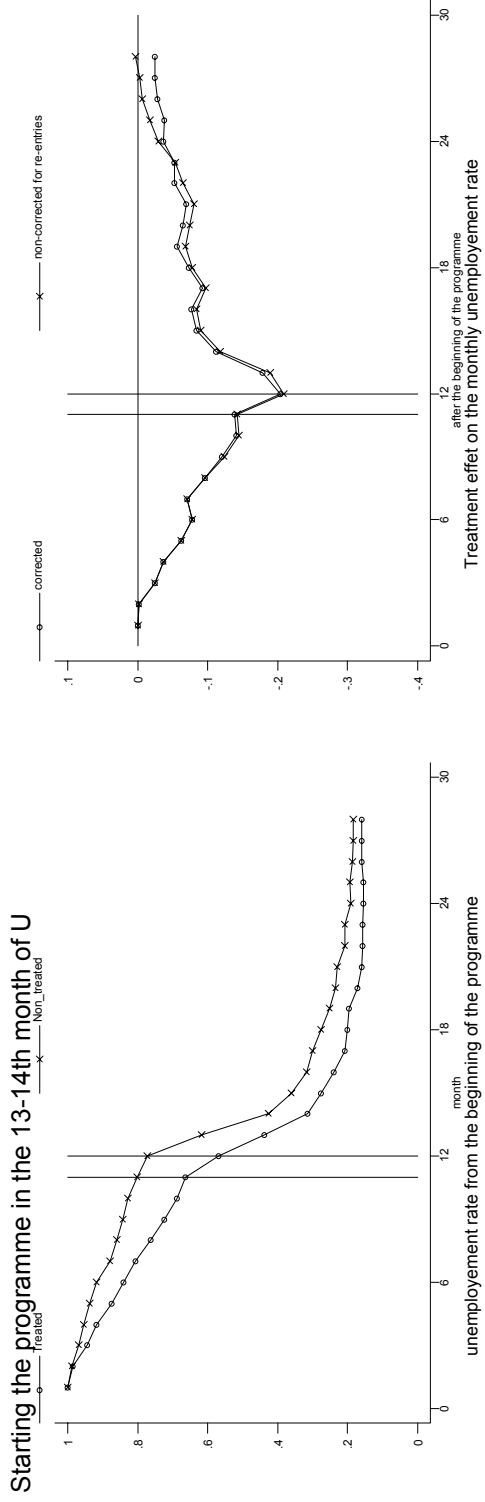 Starting the programme in the 13-14th month of U
Treated
Non_treated
1
.8
.6
.4
.2
0
0
6
12
18
24
30
month
unemployement rate from the beginning of the programme
corrected
non-corrected for re-entries
.1
0
-.1
-.2
-.3
-.4
0
6
12
18
24
30
after the beginning of the programme
Treatment effet on the monthly unemployement rate